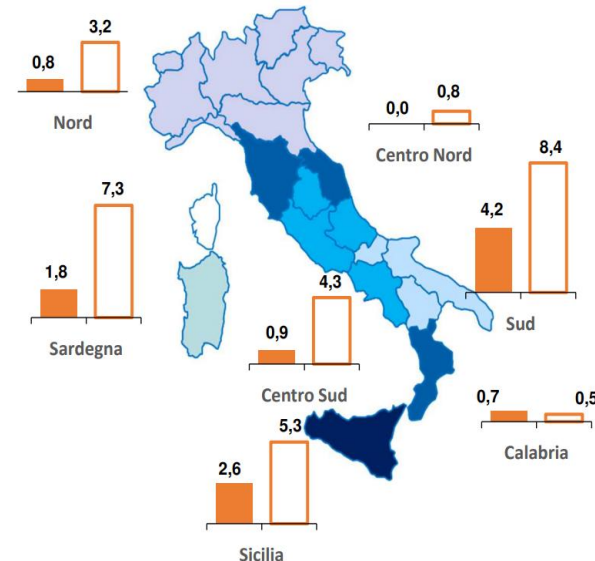 3,2
0,8
Nord
0,8
0,0
Centro Nord
8,4
4,2
Sud
7,3
1,8
Sardegna
4,3
0,9
Centro Sud
0,7
0,5
Calabria
5,3
2,6
Sicilia